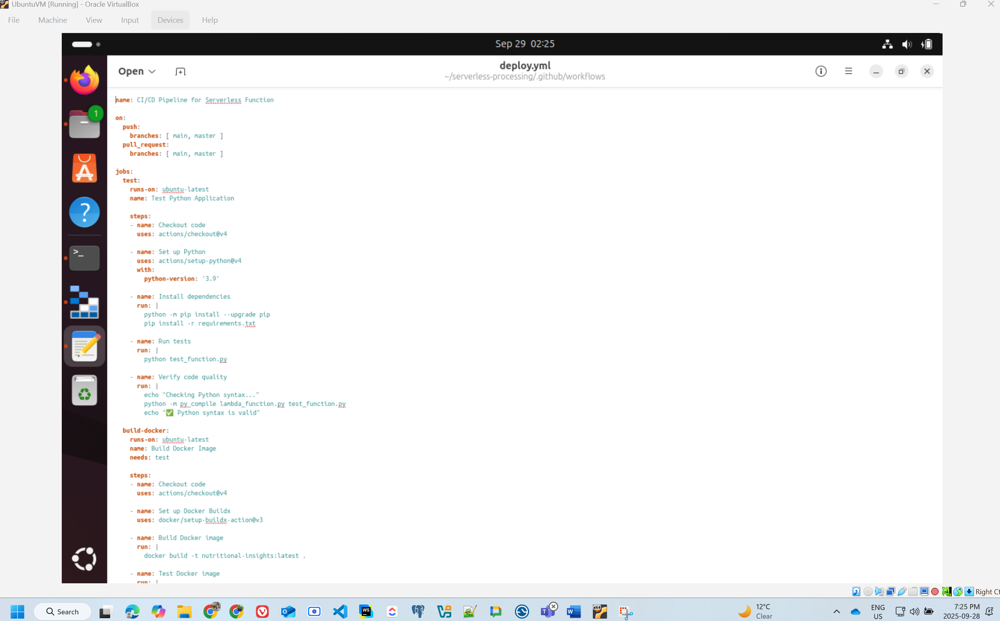 UbuntuVM [Running] - Oracle VirtualBox
File Machine View Input Devices Help
Sep 29 02:25
Open
deploy.yml
~/serverless-processing/.github/workflows
1
name: CI/CD Pipeline for Serverless Function
on:
push:
branches: [ main, master ]
pull_request:
branches: [ main, master ]
jobs:
test:
runs-on: ubuntu-latest
name: Test Python Application
steps:
- name: Checkout code
uses: actions/checkout@v4
- name: Set up Python
uses: actions/setup-python@v4
with:
python-version: '3.9'
- name: Install dependencies
run: |
python -m pip install --upgrade pip
pip install -r requirements.txt
- name: Run tests
run: |
python test_function.py
- name: Verify code quality
run: |
echo "Checking Python syntax..."
python -m py_compile lambda_function.py test_function.py
echo "✅ Python syntax is valid"
build-docker:
runs-on: ubuntu-latest
name: Build Docker Image
needs: test
steps:
- name: Checkout code
uses: actions/checkout@v4
- name: Set up Docker Buildx
uses: docker/setup-buildx-action@v3
- name: Build Docker image
run: |
docker build -t nutritional-insights:latest .
- name: Test Docker image
run: |
Right Ct
Search
12°C
Clear
ENG
US
7:25 PM
2025-09-28